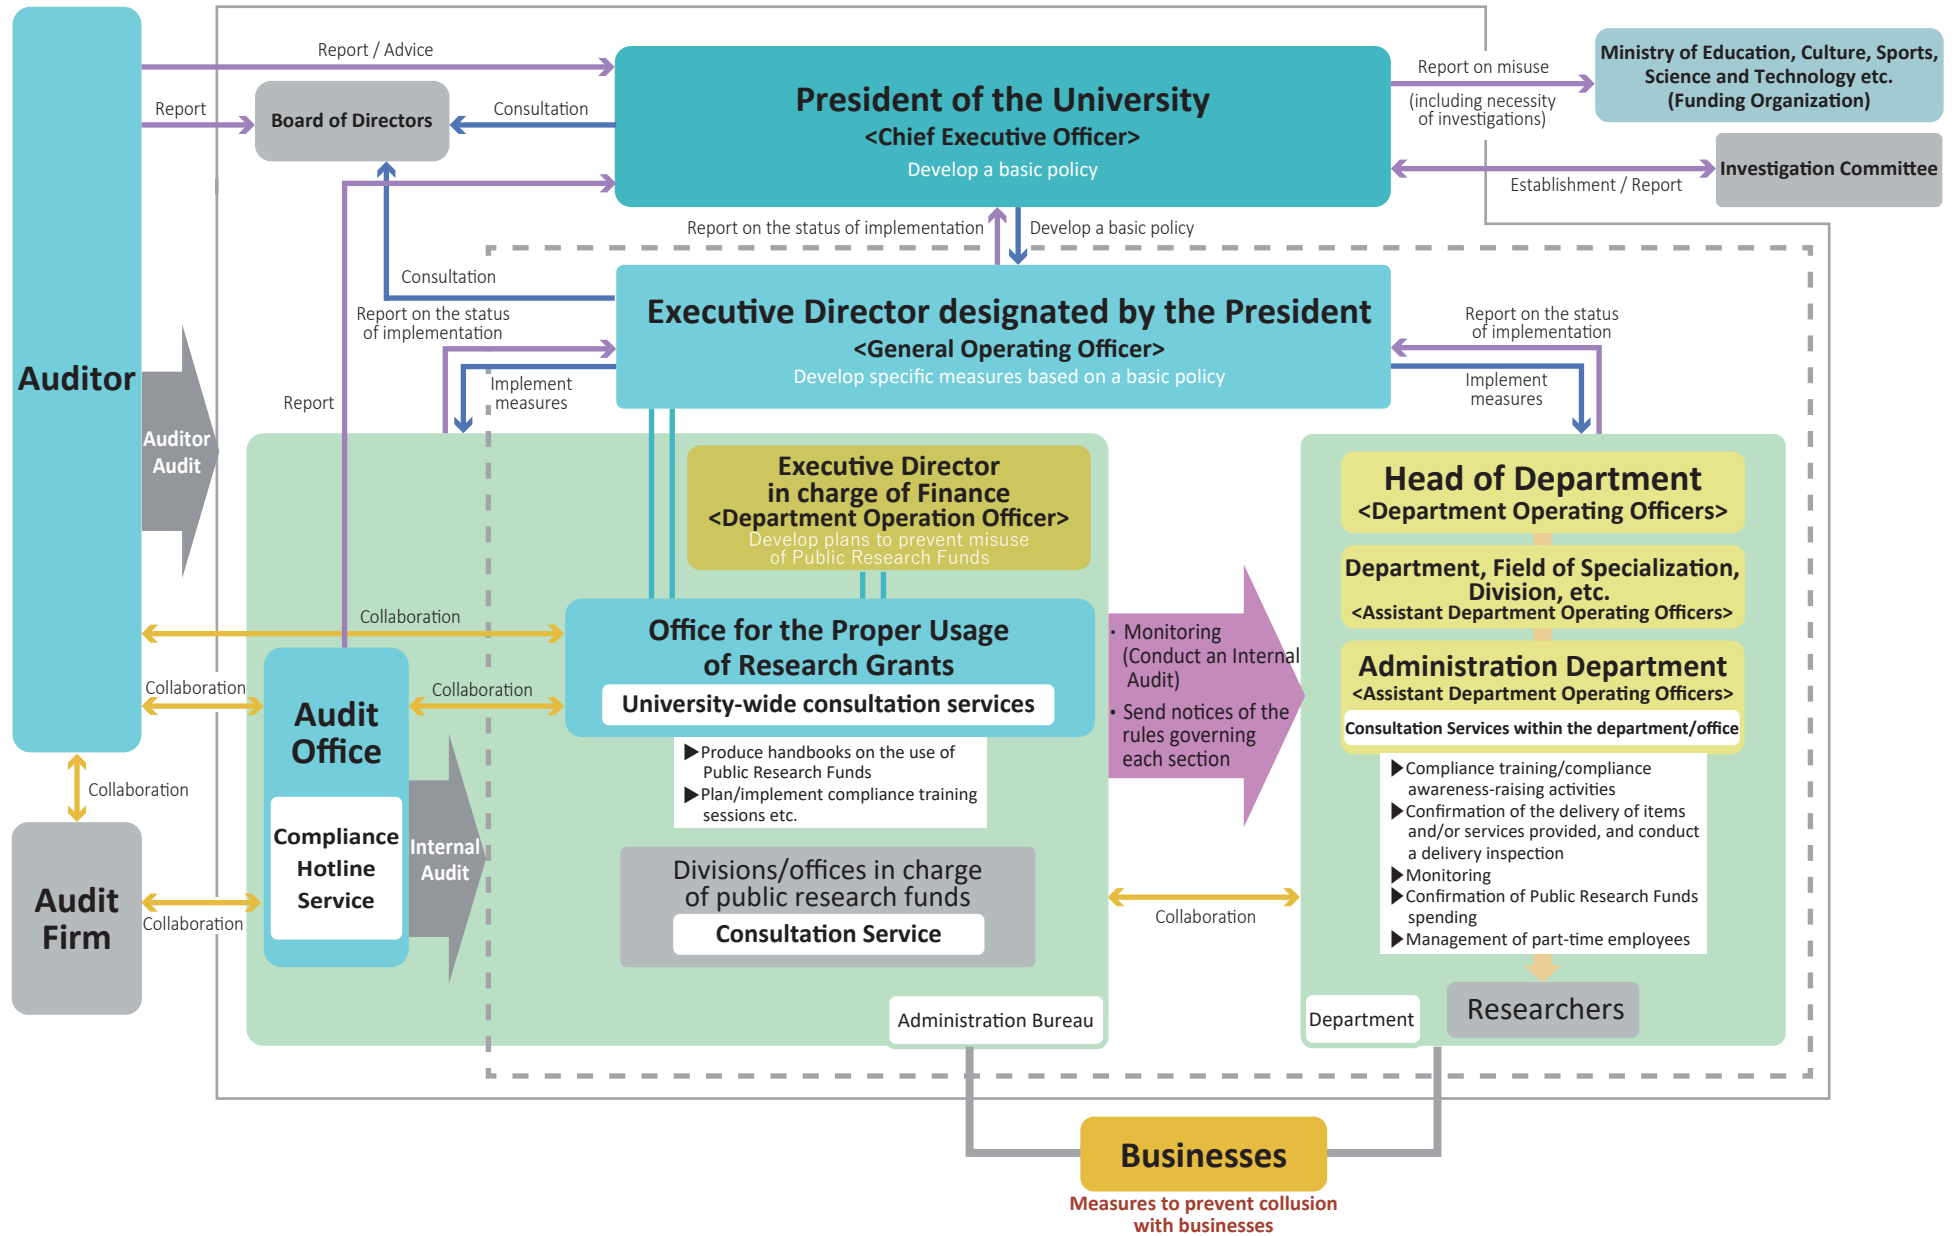 Report / Advice
Report
Board of Directors
Consultation
President of the University
<Chief Executive Officer>
Develop a basic policy
Report on misuse
(including necessity
of investigations)
Ministry of Education, Culture, Sports,
Science and Technology etc.
(Funding Organization)
Establishment / Report
Investigation Committee
Report on the status of implementation
Develop a basic policy
Auditor
Auditor
Audit
Consultation
Report on the status
of implementation
Implement
measures
Report
Executive Director designated by the President
<General Operating Officer>
Develop specific measures based on a basic policy
Report on the status
of implementation
Implement
measures
Executive Director
in charge of Finance
<Department Operation Officer>
Develop plans to prevent misuse
of Public Research Funds
Collaboration
Office for the Proper Usage
of Research Grants
University-wide consultation services
▶Produce handbooks on the use of
Public Research Funds
▶Plan/implement compliance training
sessions etc.
Collaboration
Collaboration
Audit
Office
Compliance
Hotline
Service
Internal
Audit
Collaboration
Audit
Firm
Collaboration
Divisions/offices in charge
of public research funds
Consultation Service
Administration Bureau
・Monitoring
(Conduct an Internal
Audit)
・Send notices of the
rules governing
each section
Collaboration
Head of Department
<Department Operating Officers>
Department, Field of Specialization,
Division, etc.
<Assistant Department Operating Officers>
Administration Department
<Assistant Department Operating Officers>
Consultation Services within the department/office
▶Compliance training/compliance
awareness-raising activities
▶Confirmation of the delivery of items
and/or services provided, and conduct
a delivery inspection
▶Monitoring
▶Confirmation of Public Research Funds
spending
▶Management of part-time employees
Researchers
Department
Businesses
Measures to prevent collusion
with businesses